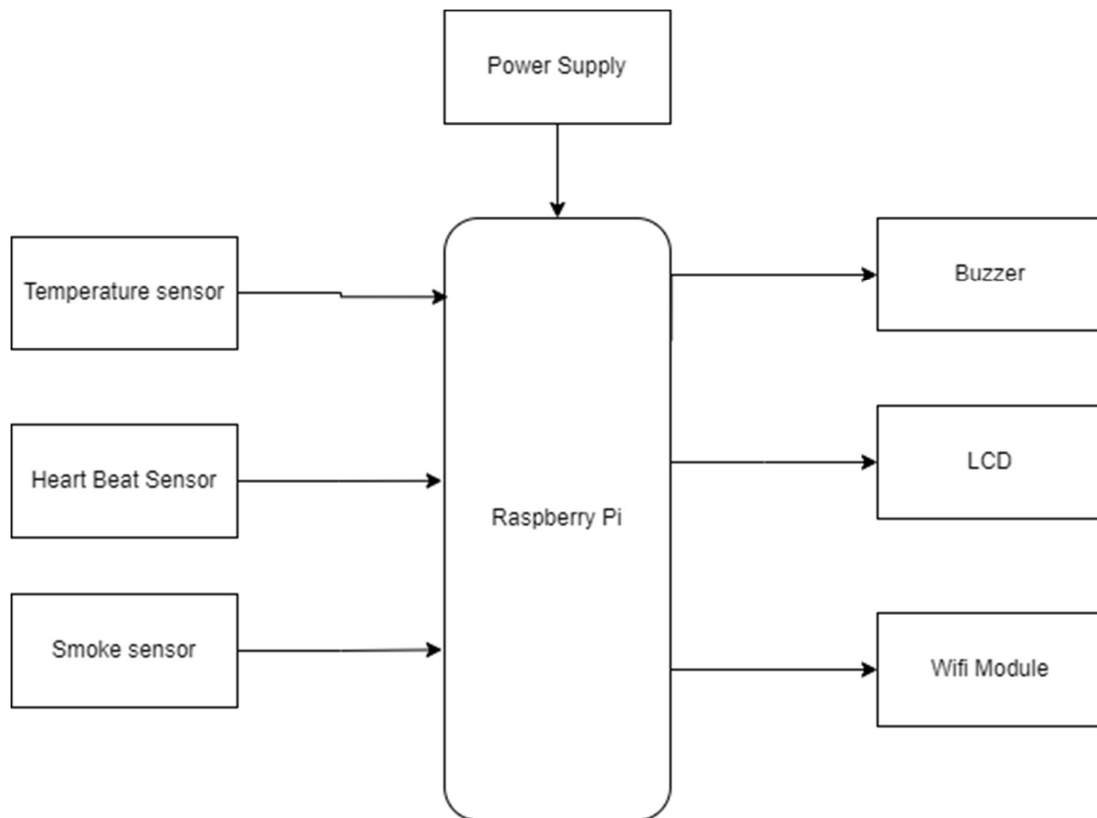 Power Supply
Temperature sensor
Heart Beat Sensor
Smoke sensor
Raspberry Pi
Buzzer
LCD
Wifi Module